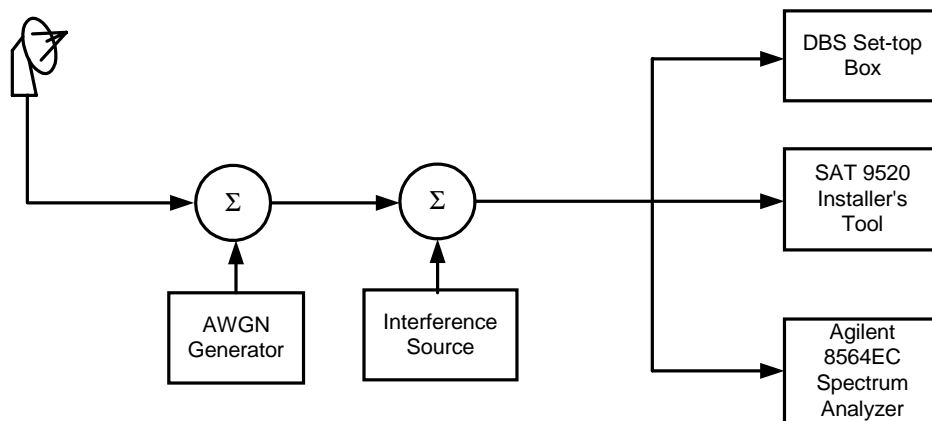 DBS Set-top
Box
Σ
Σ
SAT 9520
Installer's
Tool
AWGN
Generator
Interference
Source
Agilent
8564EC
Spectrum
Analyzer